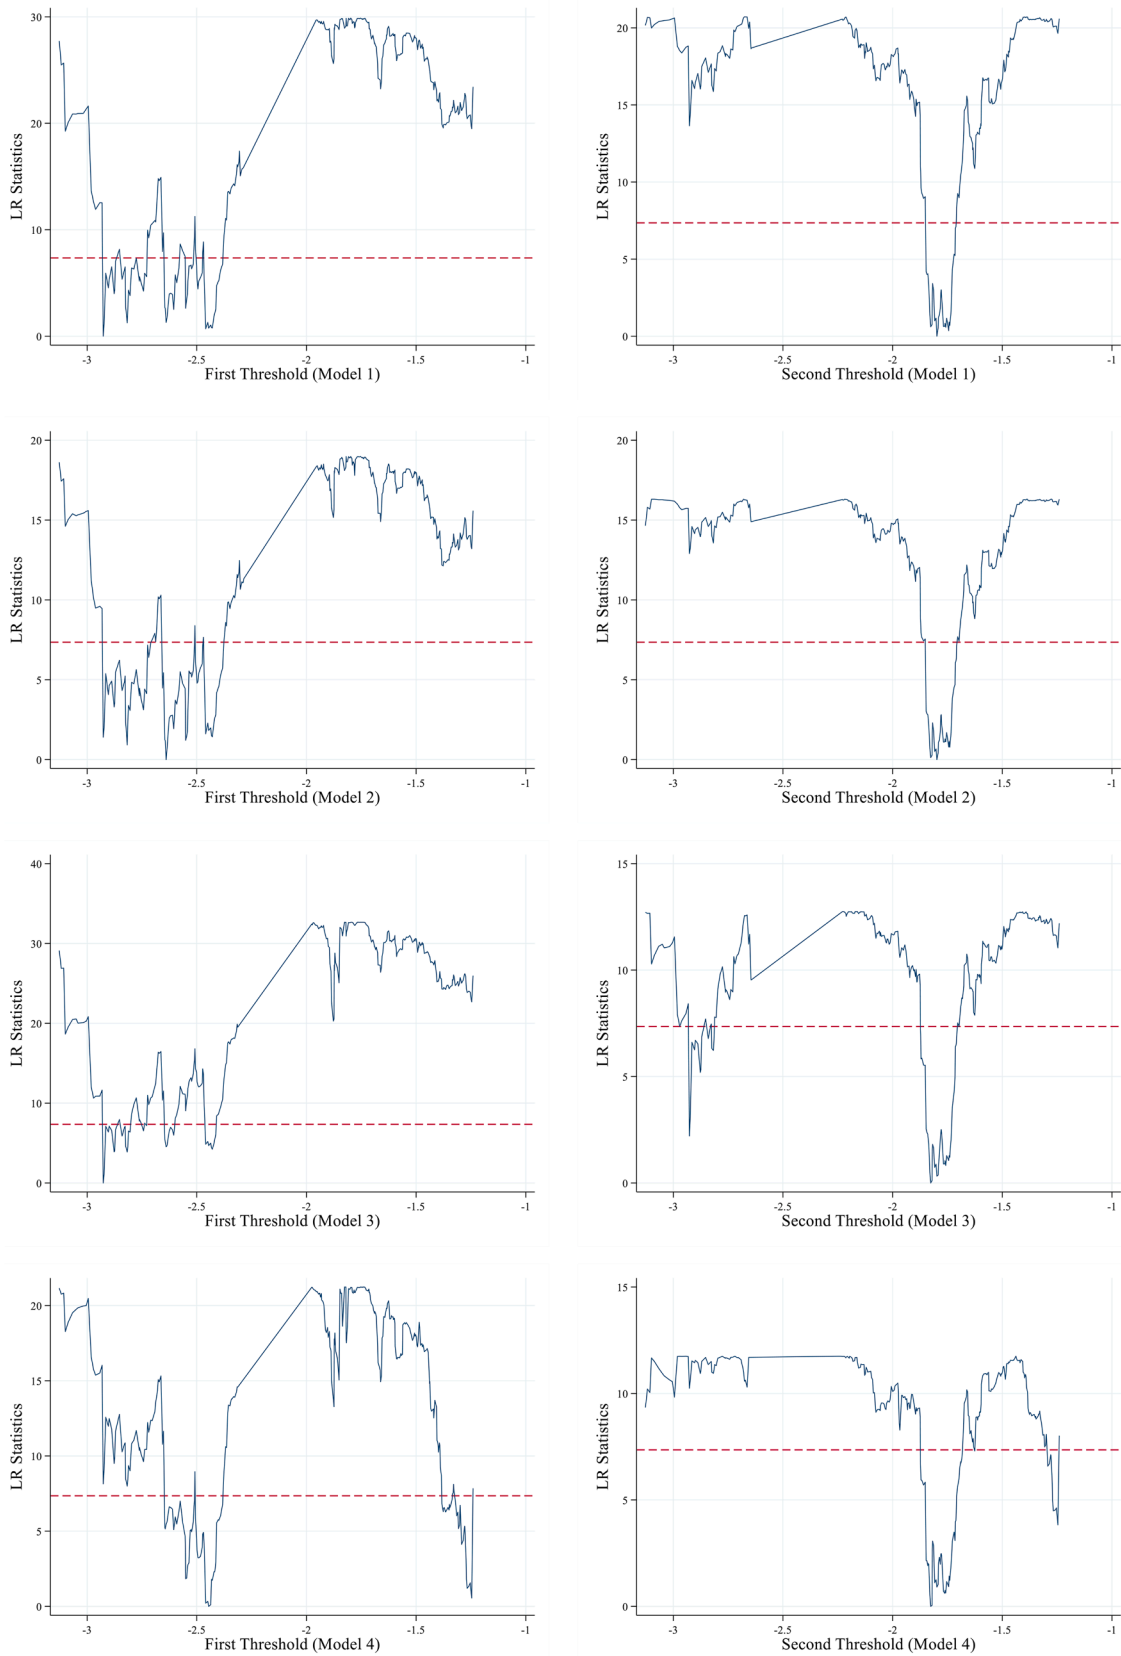 30
20
10
0
LR Statistics
-3 -2.5 -2 -1.5 -1
First Threshold (Model 1)
20
15
10
5
0
LR Statistics
-3 -2.5 -2 -1.5 -1
Second Threshold (Model 1)
20
15
10
5
0
LR Statistics
-3 -2.5 -2 -1.5 -1
First Threshold (Model 2)
20
15
10
5
0
LR Statistics
-3 -2.5 -2 -1.5 -1
Second Threshold (Model 2)
40
30
20
10
0
LR Statistics
-3 -2.5 -2 -1.5 -1
First Threshold (Model 3)
15
10
5
0
LR Statistics
-3 -2.5 -2 -1.5 -1
Second Threshold (Model 3)
20
15
10
5
0
LR Statistics
-3 -2.5 -2 -1.5 -1
First Threshold (Model 4)
15
10
5
0
LR Statistics
-3 -2.5 -2 -1.5 -1
Second Threshold (Model 4)